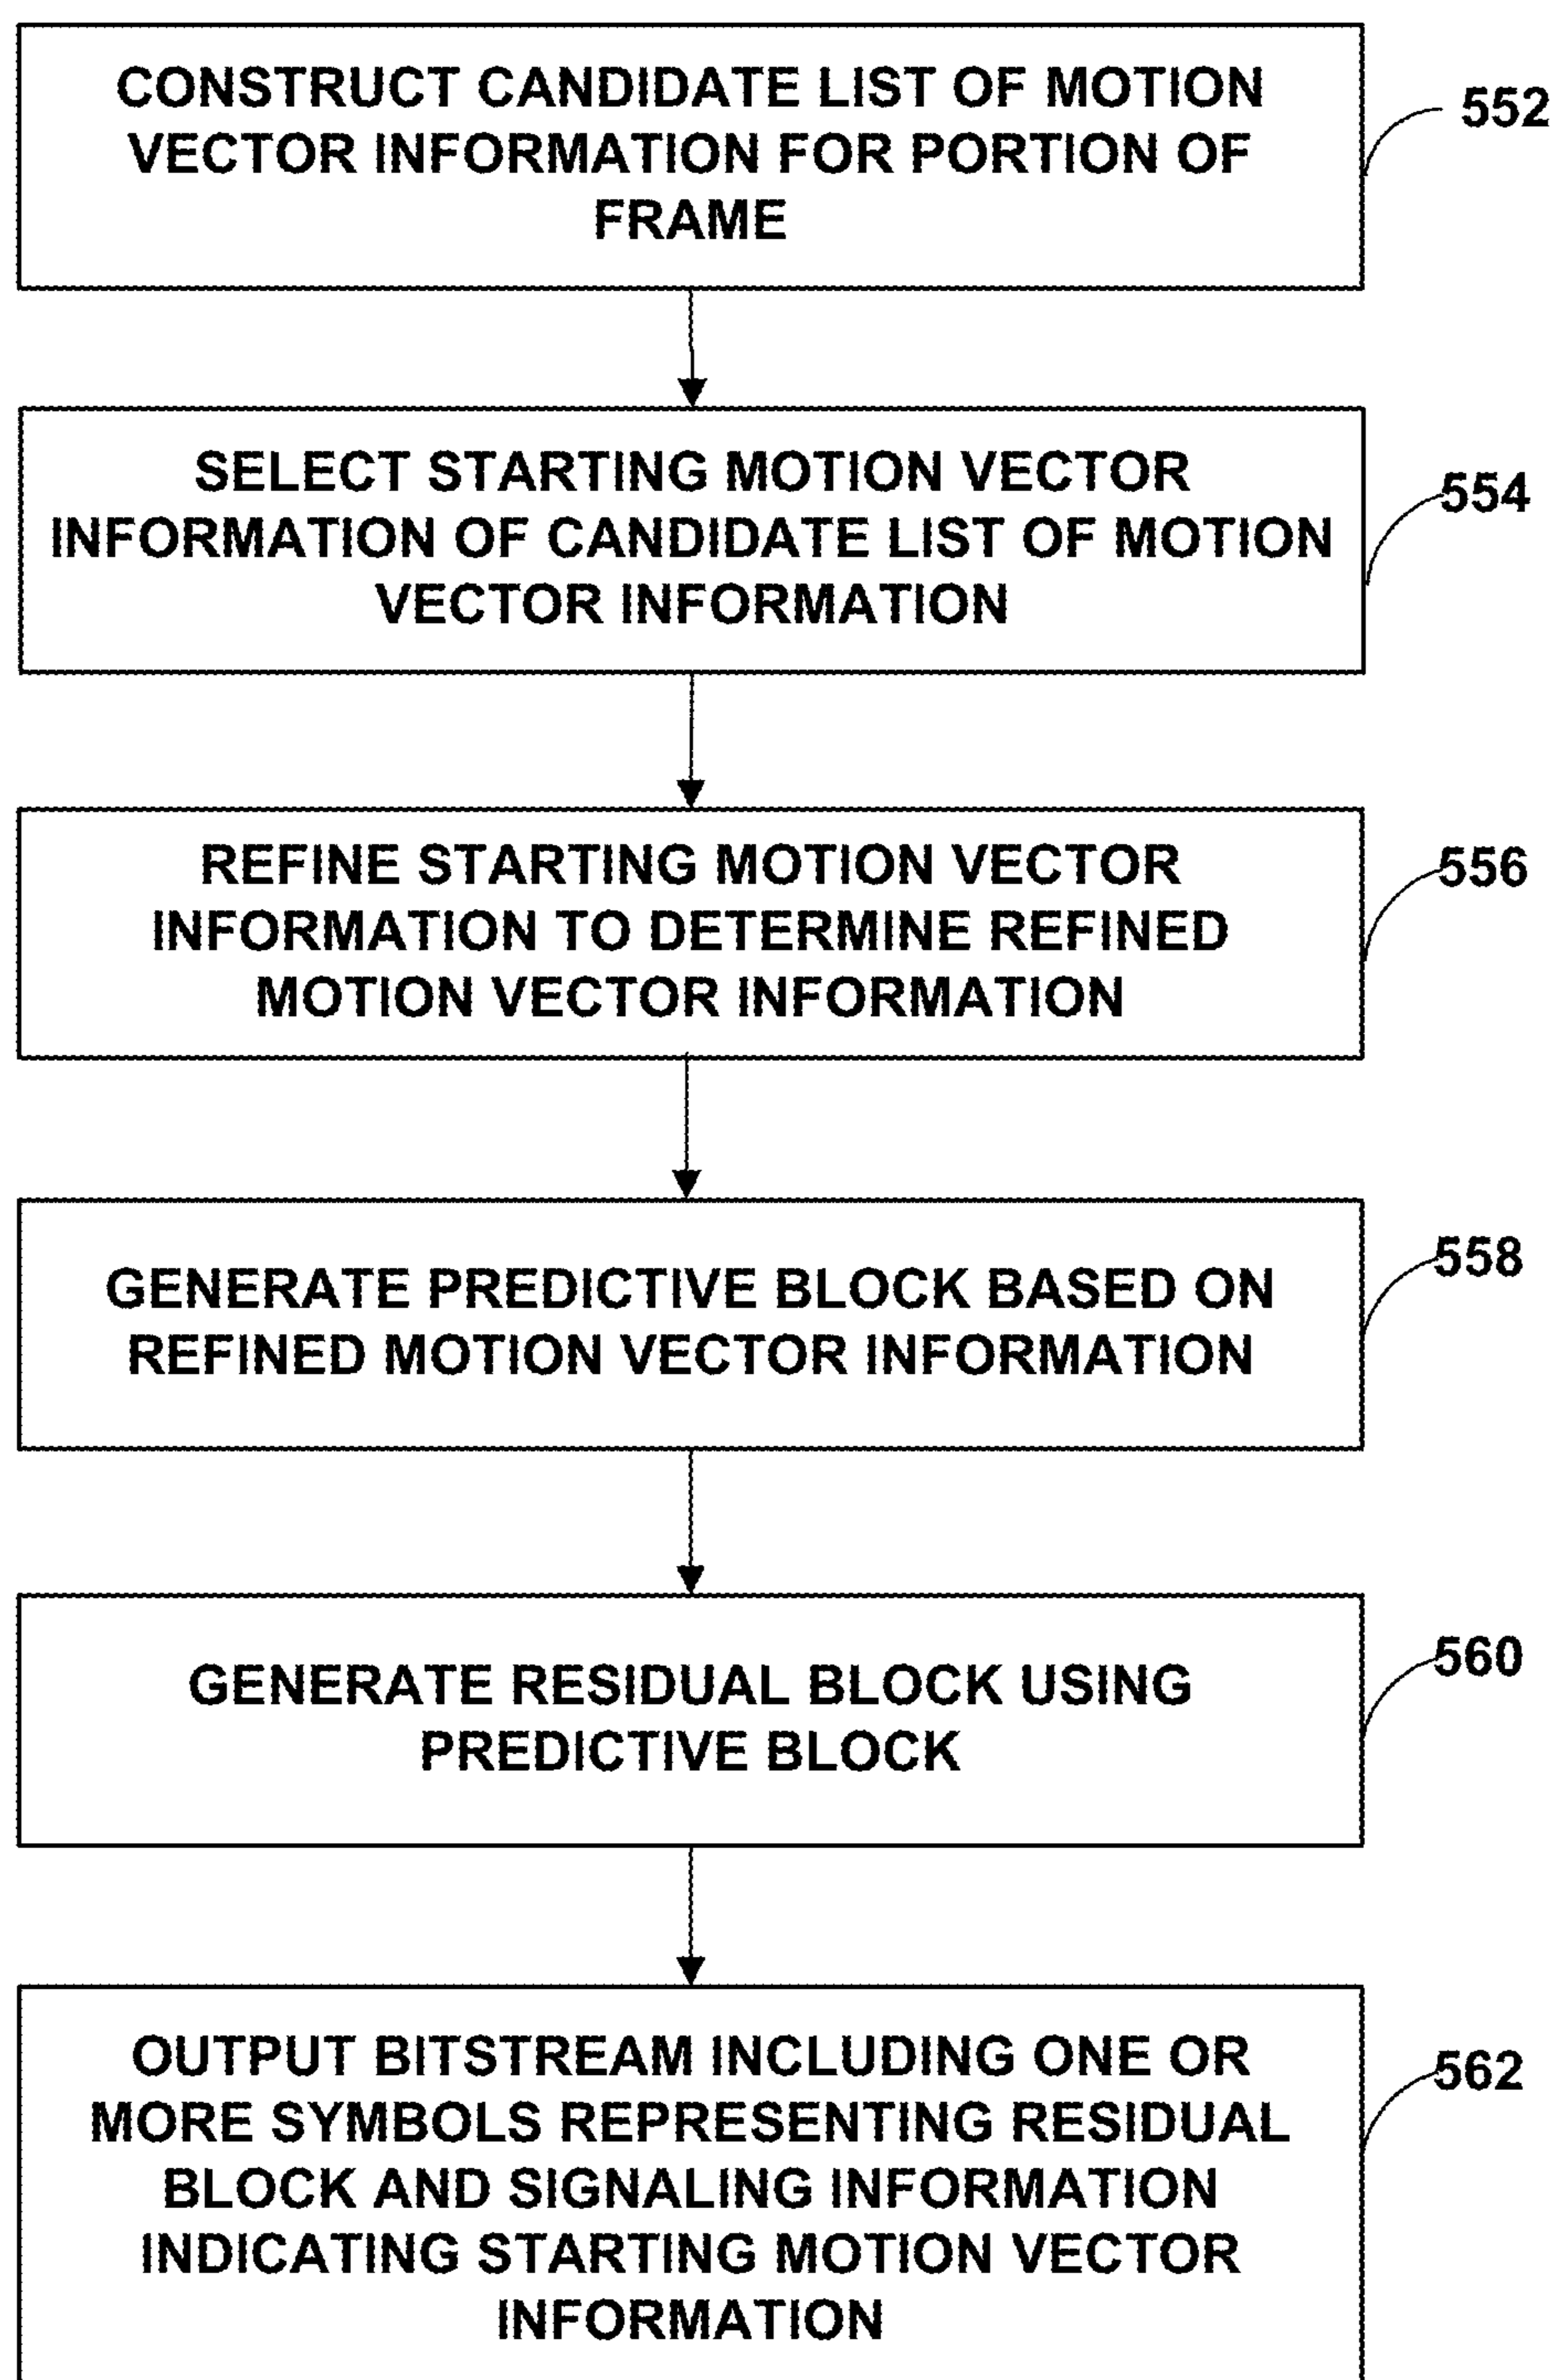 CONSTRUCT CANDIDATE LIST OF MOTION
VECTOR INFORMATION FOR PORTION OF
FRAME
552
SELECT STARTING MOTION VECTOR
INFORMATION OF CANDIDATE LIST OF MOTION
VECTOR INFORMATION
554
REFINE STARTING MOTION VECTOR
INFORMATION TO DETERMINE REFINED
MOTION VECTOR INFORMATION
556
GENERATE PREDICTIVE BLOCK BASED ON
REFINED MOTION VECTOR INFORMATION
558
GENERATE RESIDUAL BLOCK USING
PREDICTIVE BLOCK
560
OUTPUT BITSTREAM INCLUDING ONE OR
MORE SYMBOLS REPRESENTING RESIDUAL
BLOCK AND SIGNALING INFORMATION
INDICATING STARTING MOTION VECTOR
INFORMATION
562